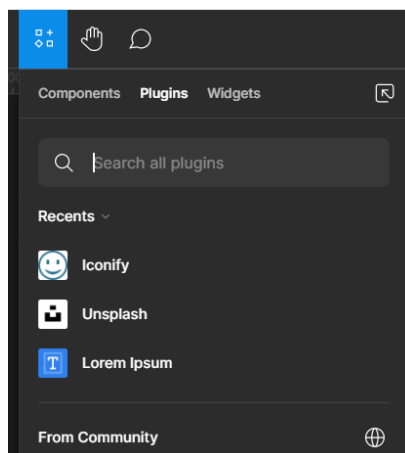 Components Plugins Widgets
Search all plugins
Recents
Iconify
Unsplash
T Lorem Ipsum
From Community